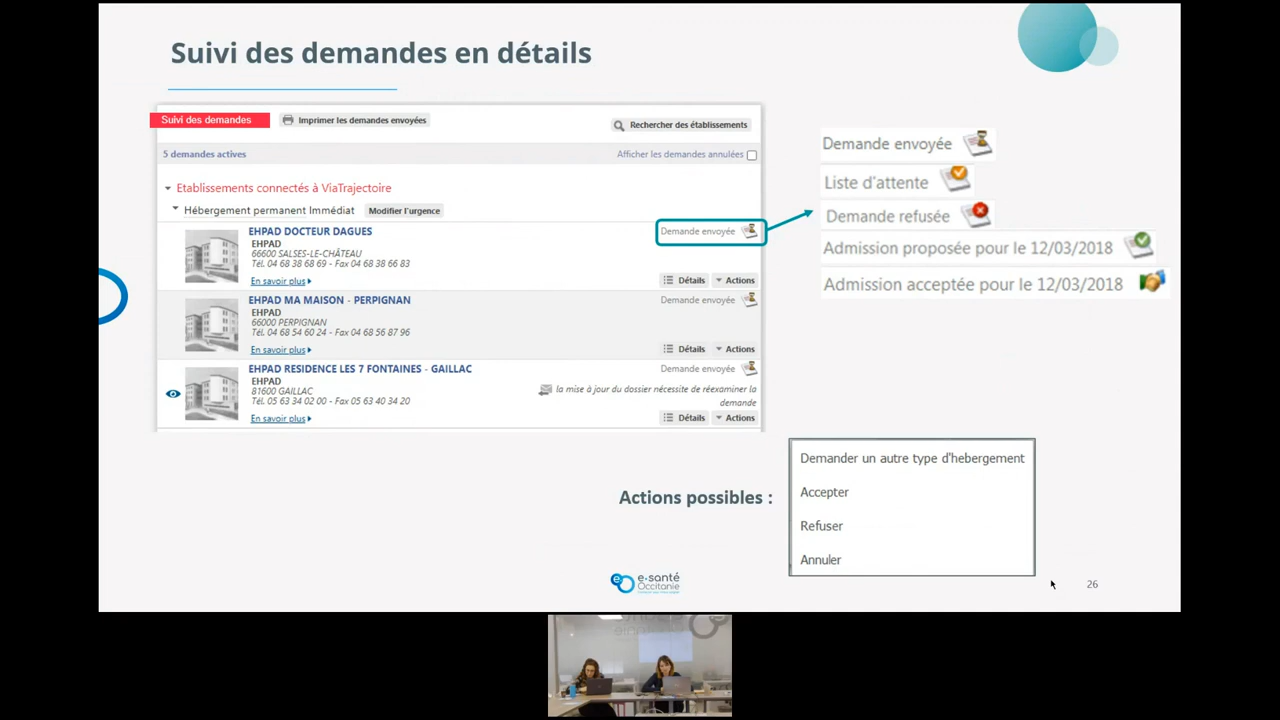 Suivi des demandes en détails
Suivi des demandes
Imprimer les demandes envoyées
Rechercher des établissements
5 demandes actives
Afficher les demandes annulées
Etablissements connectés à ViaTrajectoire
Hébergement permanent Immédiat
Modifier l'urgence
EHPAD DOCTEUR DAGUES
Demande envoyée
EHPAD
66600 SALSES-LE-CHÂTEAU
Tél. 04 68 38 68 69 - Fax 04 68 38 66 83
En savoir plus
Détails
Actions
EHPAD MA MAISON - PERPIGNAN
Demande envoyée
EHPAD
66000 PERPIGNAN
Tél. 04 68 54 60 24 - Fax 04 68 56 87 96
En savoir plus
Détails
Actions
EHPAD RESIDENCE LES 7 FONTAINES - GAILLAC
Demande envoyée
EHPAD
81600 GAILLAC
Tél. 05 63 34 02 00 - Fax 05 63 40 34 20
la mise à jour du dossier nécessite de réexaminer la
demande
En savoir plus
Détails
Actions
Demande envoyée
Liste d'attente
Demande refusée
Admission proposée pour le 12/03/2018
Admission acceptée pour le 12/03/2018
Actions possibles :
Demander un autre type d'hebergement
Accepter
Refuser
Annuler
e-santé
Occitanie
26